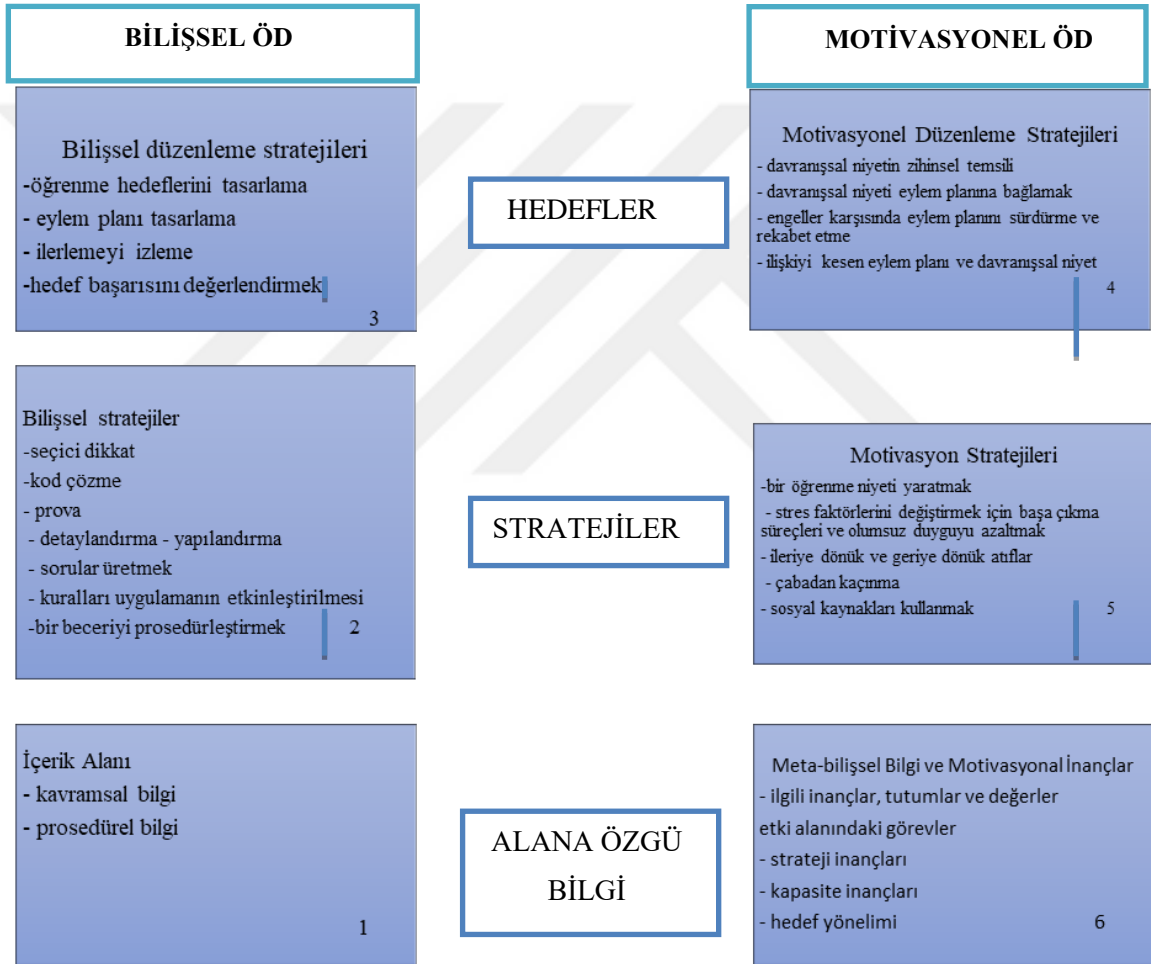 BİLİŞSEL ÖD
MOTİVASYONEL ÖD
Bilişsel düzenleme stratejileri
-öğrenme hedeflerini tasarlama
- eylem planı tasarlama
- ilerlemeyi izleme
-hedef başarısını değerlendirmek
3
HEDEFLER
Motivasyonel Düzenleme Stratejileri
- davranışsal niyetin zihinsel temsili
- davranışsal niyeti eylem planına bağlamak
- engeller karşısında eylem planını sürdürme ve
rekabet etme
- ilişkiyi kesen eylem planı ve davranışsal niyet
4
Bilişsel stratejiler
-seçici dikkat
-kod çözme
- prova
- detaylandırma - yapılandırma
- sorular üretmek
- kuralları uygulamanın etkinleştirilmesi
-bir beceriyi prosedürleştirmek 2
STRATEJİLER
Motivasyon Stratejileri
-bir öğrenme niyeti yaratmak
- stres faktörlerini değiştirmek için başa çıkma
süreçleri ve olumsuz duyguyu azaltmak
- ileriye dönük ve geriye dönük atıflar
- çabadan kaçınma
- sosyal kaynakları kullanmak 5
İçerik Alanı
- kavramsal bilgi
- prosedürel bilgi
1
ALANA ÖZGÜ
BİLGİ
Meta-bilişsel Bilgi ve Motivasyonal İnançlar
- ilgili inançlar, tutumlar ve değerler
etki alanındaki görevler
- strateji inançları
- kapasite inançları
- hedef yönelimi 6